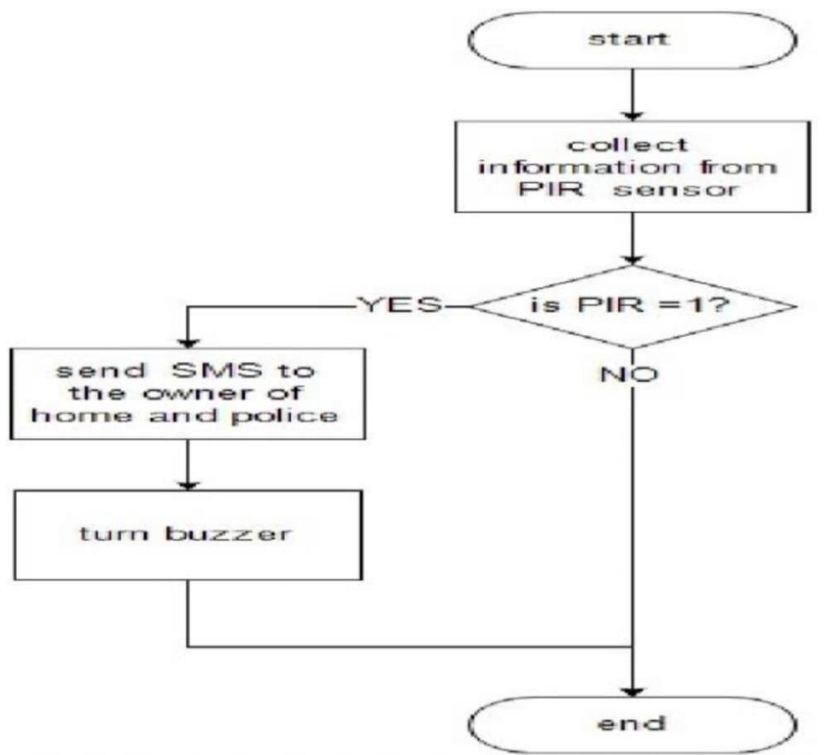 start
collect
information from
PIR sensor
is PIR =1?
YES
NO
send SMS to
the owner of
home and police
turn buzzer
end